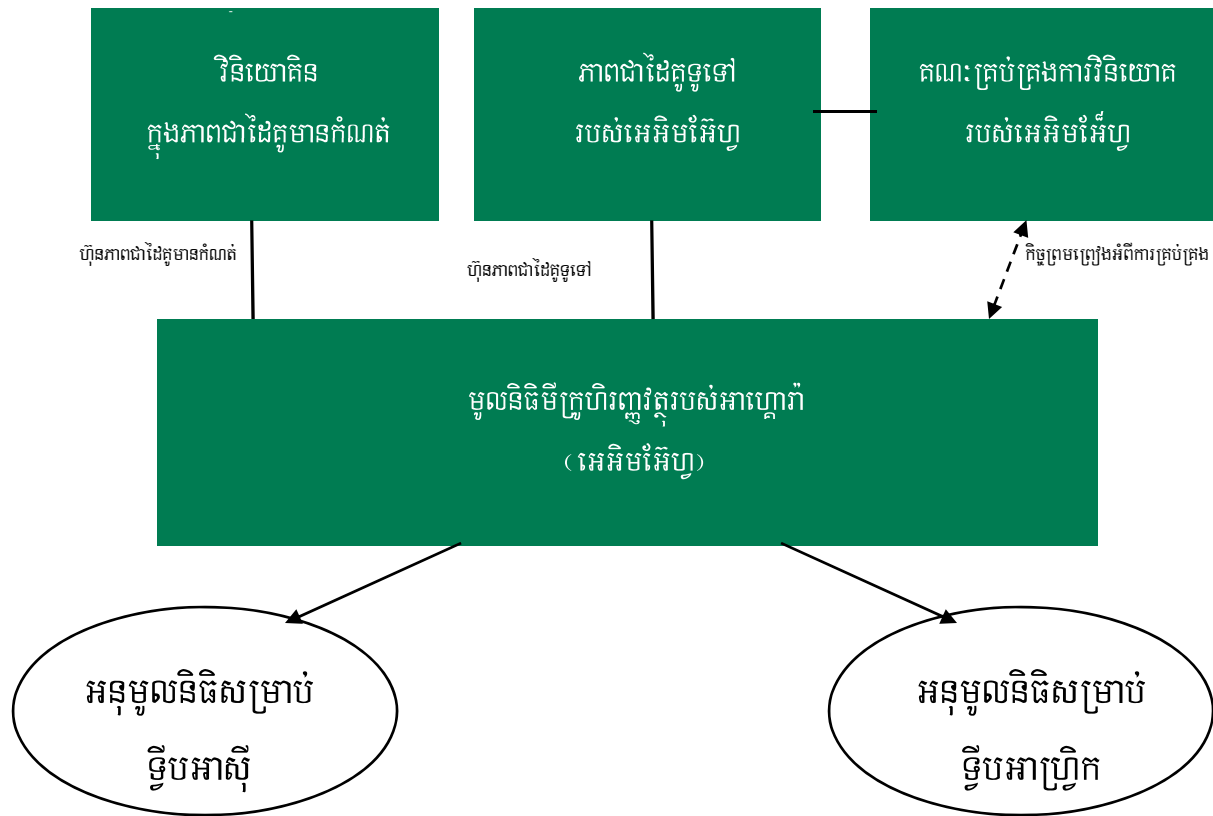 វិនិយោគិន
ក្នុងភាពជាដៃគូមានកំណត់
ភាពជាដៃគូទូទៅ
របស់អេអិមអ៊ែហ្វ
គណៈគ្រប់គ្រងការវិនិយោគ
របស់អេអិមអ៊ែហ្វ
ហ៊ុនភាពជាដៃគូមានកំណត់
ហ៊ុនភាពជាដៃគូទូទៅ
កិច្ចព្រមព្រៀងអំពីការគ្រប់គ្រង
មូលនិធិមីក្រូហិរញ្ញវត្ថុរបស់អាហ្គោរ៉ា
(អេអិមអ៊ែហ្វ)
អនុមូលនិធិសម្រាប់
ទ្វីបអាស៊ី
អនុមូលនិធិសម្រាប់
ទ្វីបអាហ្រ្វិក